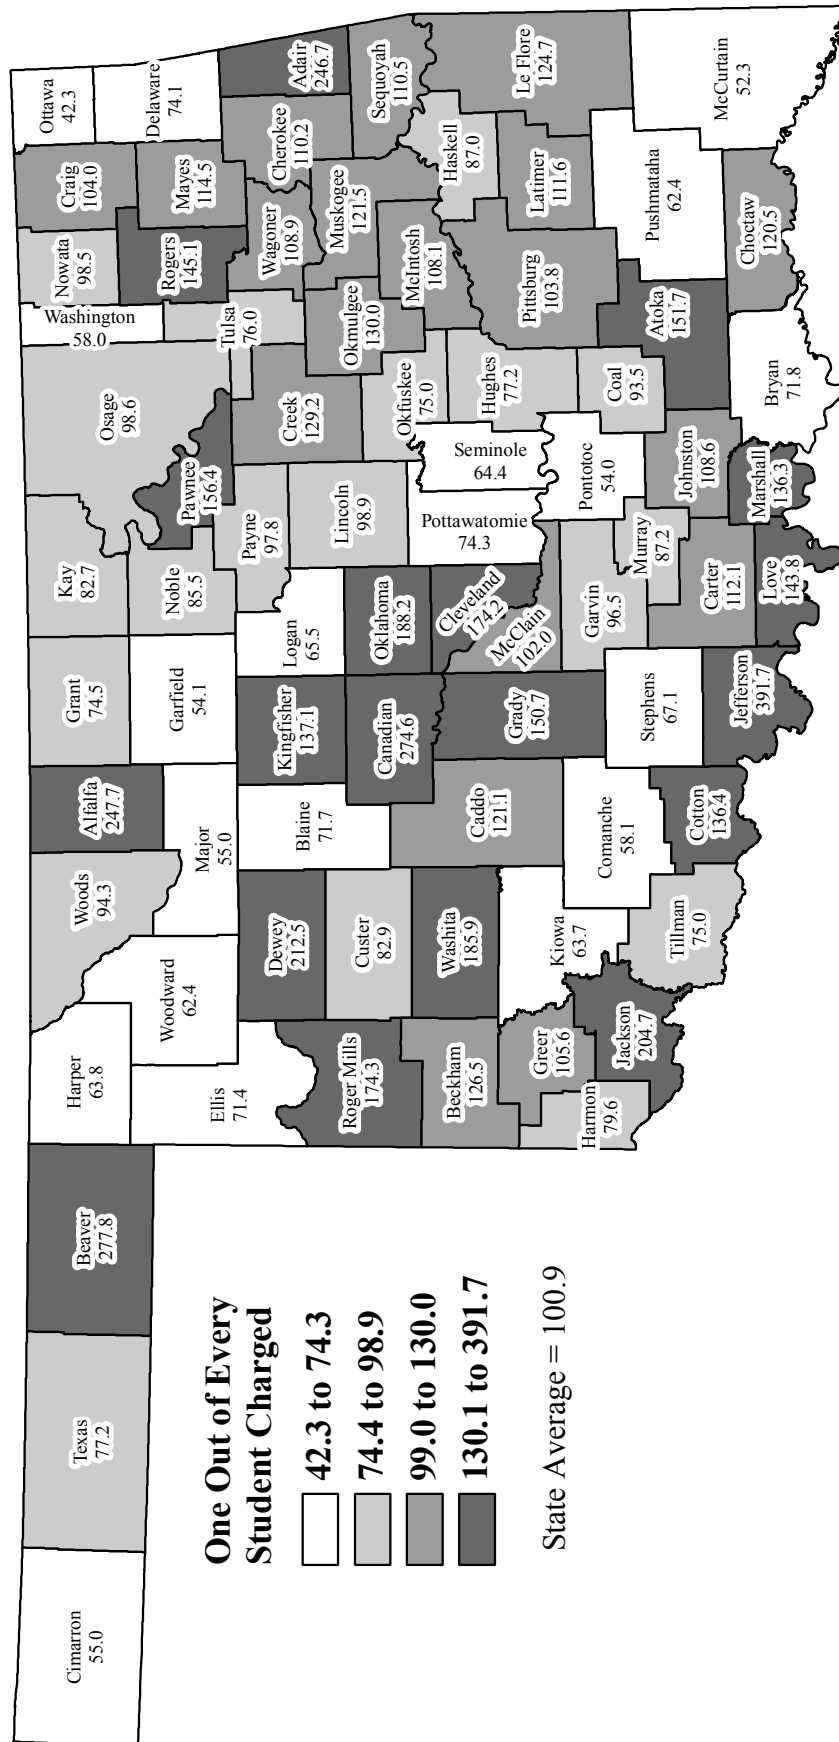 Cimarron
55.0
Texas
77.2
Beaver
277.8
Harper
63.8
Woods
94.3
Alfalfa
247.7
Grant
74.5
Kay
82.7
Osage
98.6
Washington
58.0
Nowata
98.5
Craig
104.0
Ottawa
42.3
Ellis
71.4
Woodward
62.4
Major
55.0
Garfield
54.1
Noble
85.5
Pawnee
156.4
Rogers
145.1
Mayes
114.5
Delaware
74.1
Tulsa
76.0
Roger Mills
174.3
Dewey
212.5
Blaine
71.7
Kingfisher
137.1
Logan
65.5
Payne
97.8
Creek
129.2
Wagoner
108.9
Cherokee
110.2
Adair
246.7
Custer
82.9
Canadian
274.6
Oklahoma
188.2
Lincoln
98.9
Okmulgee
130.0
Muskogee
121.5
Sequoyah
110.5
Beckham
126.5
Washita
185.9
Caddo
121.1
Grady
150.7
Cleveland
174.2
McClain
102.0
Pottawatomie
74.3
Seminole
64.4
Okfuskee
75.0
McIntosh
108.1
Hughes
77.2
Haskell
87.0
Le Flore
124.7
Greer
105.6
Kiowa
63.7
Harmon
79.6
Jackson
204.7
Comanche
58.1
Stephens
67.1
Garvin
96.5
Murray
87.2
Pontotoc
54.0
Coal
93.5
Pittsburg
103.8
Latimer
111.6
Tillman
75.0
Cotton
136.4
Jefferson
391.7
Carter
112.1
Johnston
108.6
Atoka
151.7
Pushmataha
62.4
McCurtain
52.3
Love
143.8
Marshall
136.3
Bryan
71.8
Choctaw
120.5
One Out of Every
Student Charged
42.3 to 74.3
74.4 to 98.9
99.0 to 130.0
130.1 to 391.7
State Average = 100.9